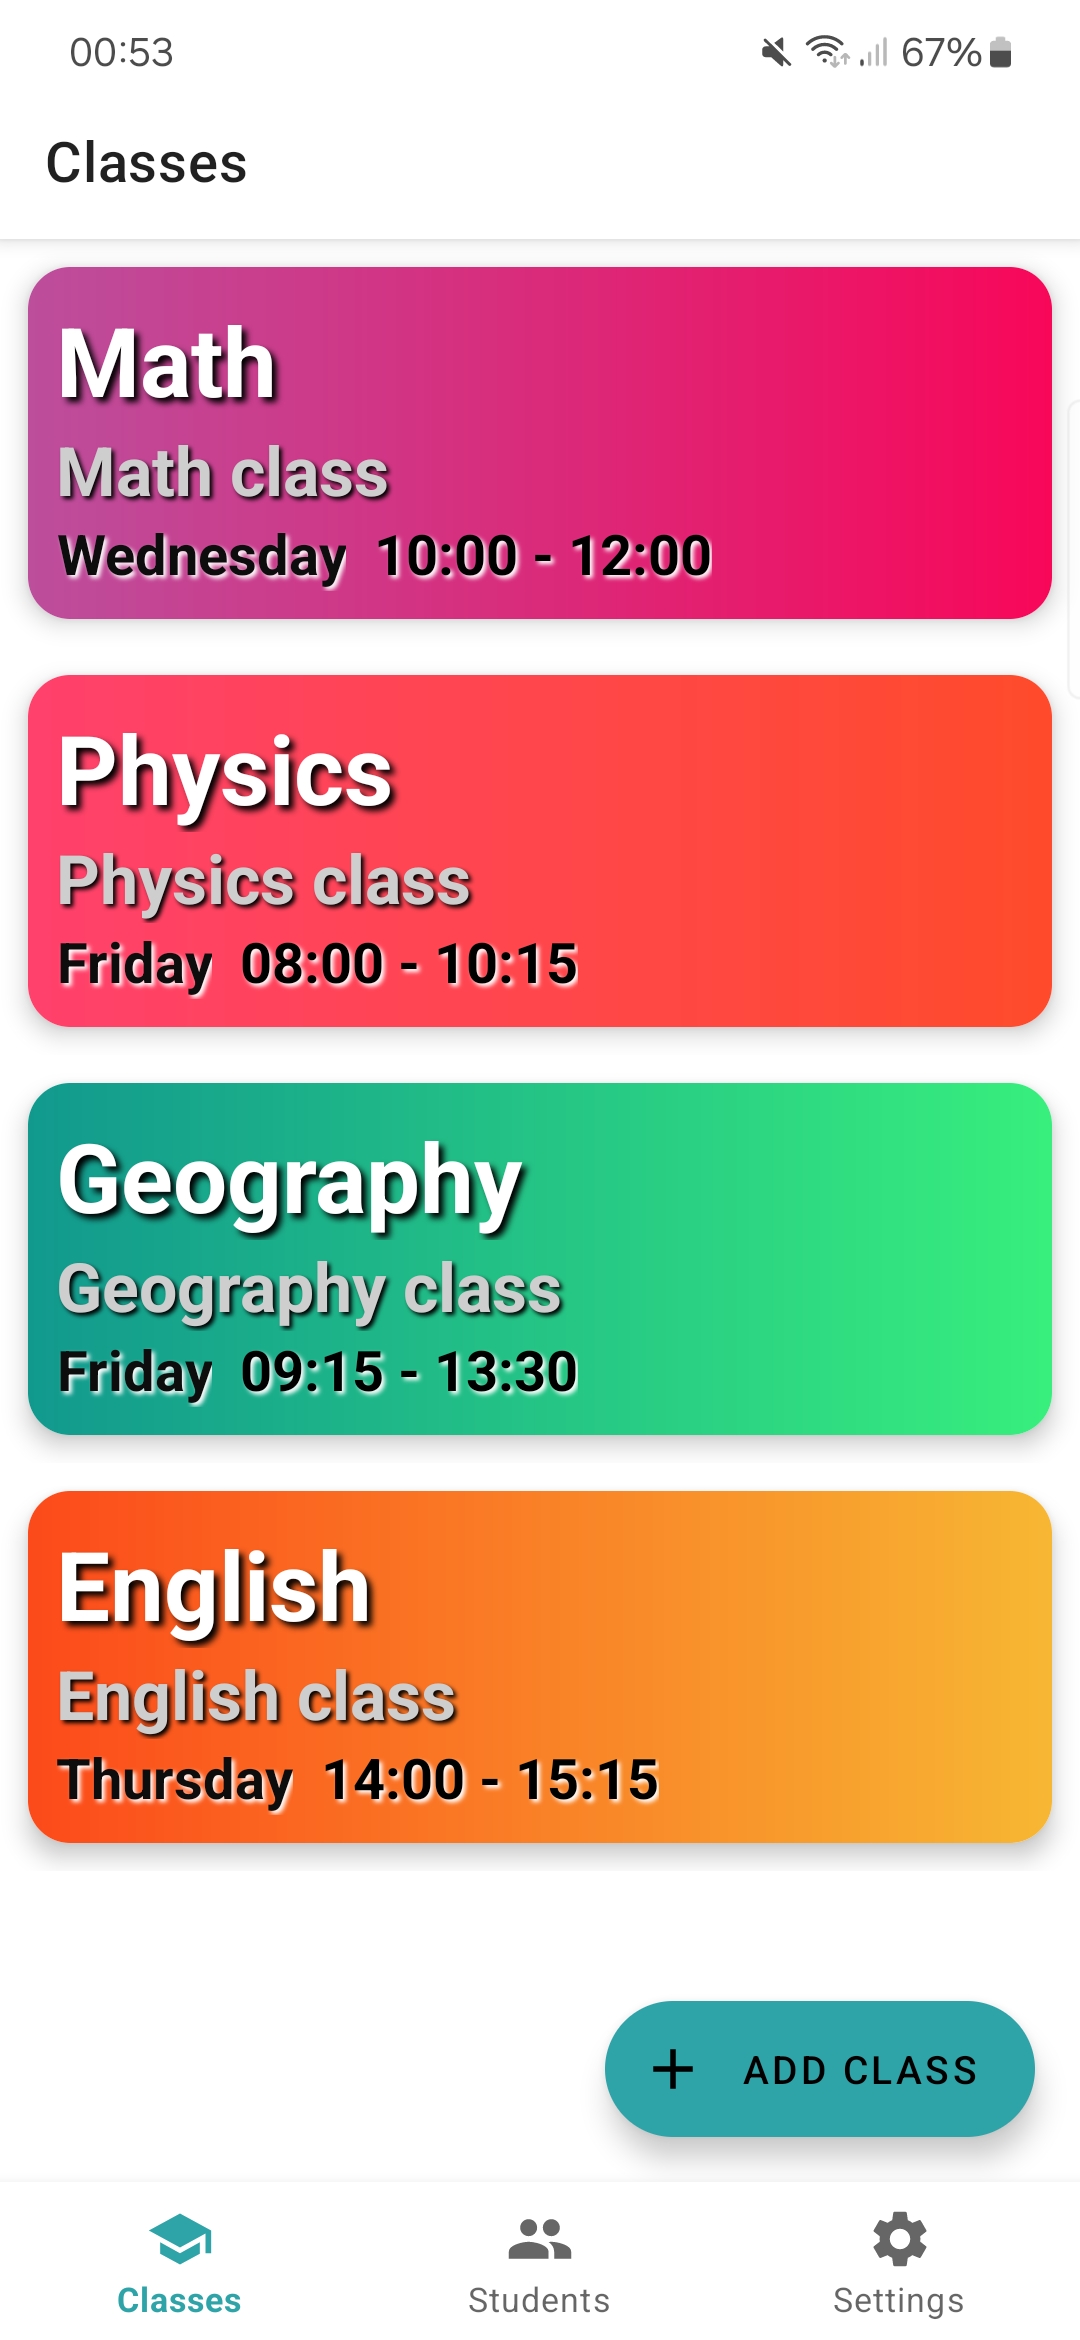 00:53 67%
Classes
Math
Math class
Wednesday 10:00 - 12:00
Physics
Physics class
Friday 08:00 - 10:15
Geography
Geography class
Friday 09:15 - 13:30
English
English class
Thursday 14:00 - 15:15
ADD CLASS
Classes Students Settings